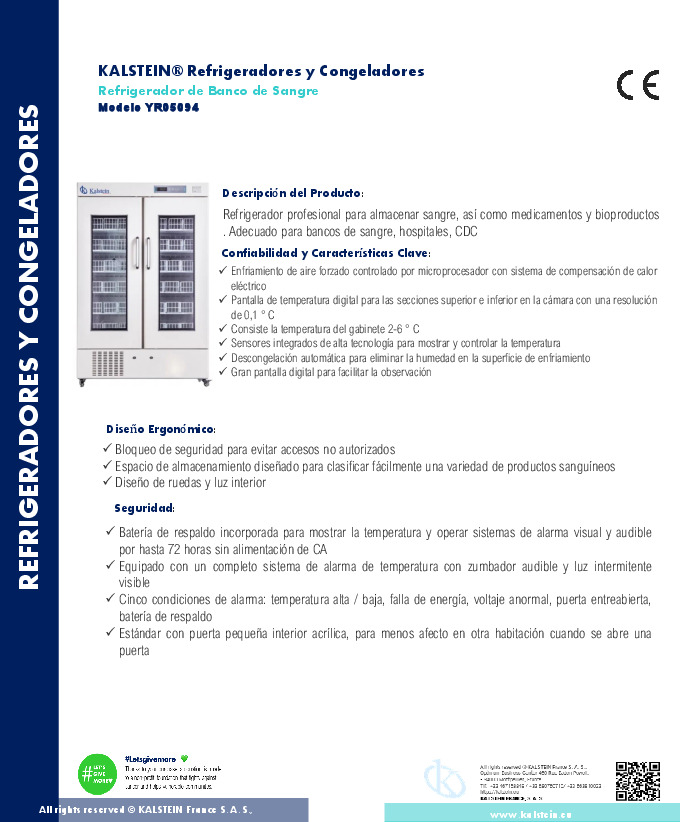 REFRIGERADORES Y CONGELADORES
KALSTEIN® Refrigeradores y Congeladores
Refrigerador de Banco de Sangre
Modelo YR05094
CE
Kalstein
Descripción del Producto:
Refrigerador profesional para almacenar sangre, así como medicamentos y bioproductos
. Adecuado para bancos de sangre, hospitales, CDC
Confiabilidad y Características Clave:
✓ Enfriamiento de aire forzado controlado por microprocesador con sistema de compensación de calor
eléctrico
✓ Pantalla de temperatura digital para las secciones superior e inferior en la cámara con una resolución
de 0,1 ° C
✓ Consiste la temperatura del gabinete 2-6 ° C
✓ Sensores integrados de alta tecnología para mostrar y controlar la temperatura
✓ Descongelación automática para eliminar la humedad en la superficie de enfriamiento
✓ Gran pantalla digital para facilitar la observación
Diseño Ergonómico:
✓ Bloqueo de seguridad para evitar accesos no autorizados
✓ Espacio de almacenamiento diseñado para clasificar fácilmente una variedad de productos sanguíneos
✓ Diseño de ruedas y luz interior
Seguridad:
✓ Batería de respaldo incorporada para mostrar la temperatura y operar sistemas de alarma visual y audible
por hasta 72 horas sin alimentación de CA
✓ Equipado con un completo sistema de alarma de temperatura con zumbador audible y luz intermitente
visible
✓ Cinco condiciones de alarma: temperatura alta / baja, falla de energía, voltaje anormal, puerta entreabierta,
batería de respaldo
✓ Estándar con puerta pequeña interior acrílica, para menos afecto en otra habitación cuando se abre una
puerta
#LET'S
GIVE
MORE
#Letsgivemore
All rights reserved ©KALSTEIN France S. A. S.,
KALSTEIN FRANCE, S. A. S
All rights reserved © KALSTEIN France S.A.S.,
www.kalstein.eu